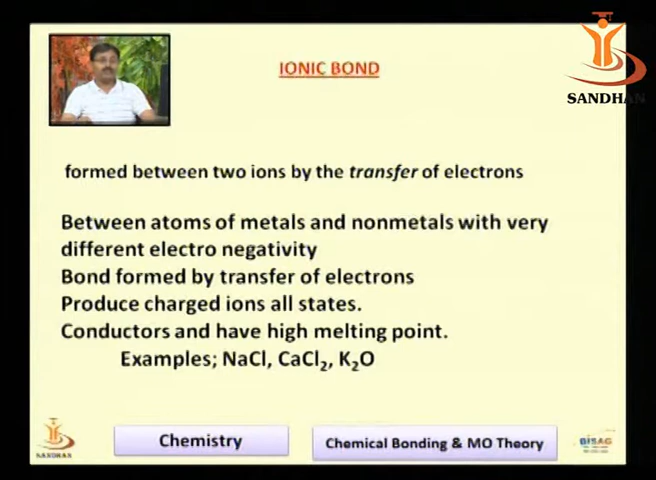 IONIC BOND
SANDHAN
formed between two ions by the transfer of electrons
Between atoms of metals and nonmetals with very
different electro negativity
Bond formed by transfer of electrons
Produce charged ions all states.
Conductors and have high melting point.
Examples; NaCl, CaCl₂, K₂O
SANDHAN
Chemistry
Chemical Bonding & MO Theory
BISAG